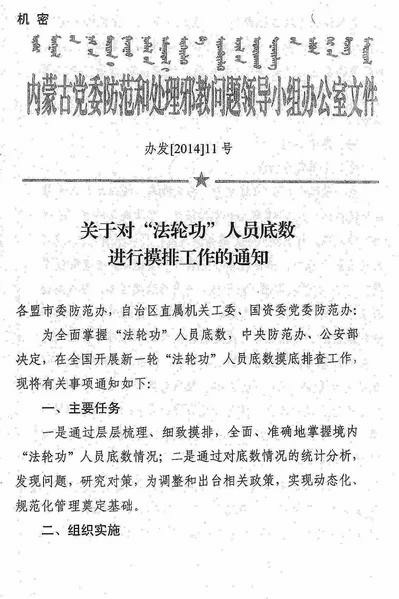 机密
内蒙古党委防范和处理邪教问题领导小组办公室文件
办发[2014]11号
关于对“法轮功”人员底数
进行摸排工作的通知
各盟市委防范办，自治区直属机关工委、国资委党委防范办：
为全面掌握“法轮功”人员底数，中央防范办、公安部
决定，在全国开展新一轮“法轮功”人员底数摸底排查工作，
现将有关事项通知如下：
一、主要任务
一是通过层层梳理、细致摸排，全面、准确地掌握境内
“法轮功”人员底数情况；二是通过对底数情况的统计分析，
发现问题，研究对策，为调整和出台相关政策，实现动态化、
规范化管理奠定基础。
二、组织实施